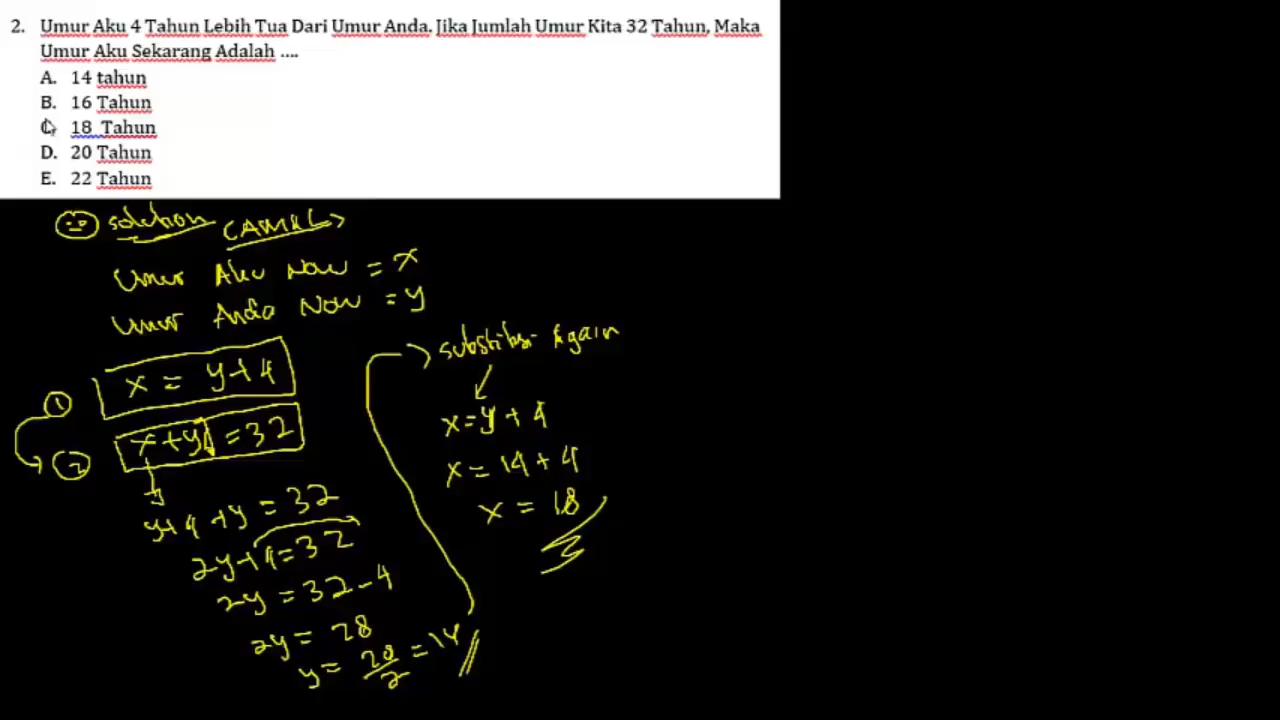 2. Umur Aku 4 Tahun Lebih Tua Dari Umur Anda. Jika Jumlah Umur Kita 32 Tahun, Maka
Umur Aku Sekarang Adalah ....
A. 14 tahun
B. 16 Tahun
C. 18 Tahun
D. 20 Tahun
E. 22 Tahun
solution
Umur Aku Now = x
Umur Anda Now = y
x = y+4
1
x+y = 32
2
y+4+y = 32
2y+4=32
2y = 32-4
2y = 28
y = 28/2 = 14
Again
x=y+4
x=14+4
x = 18